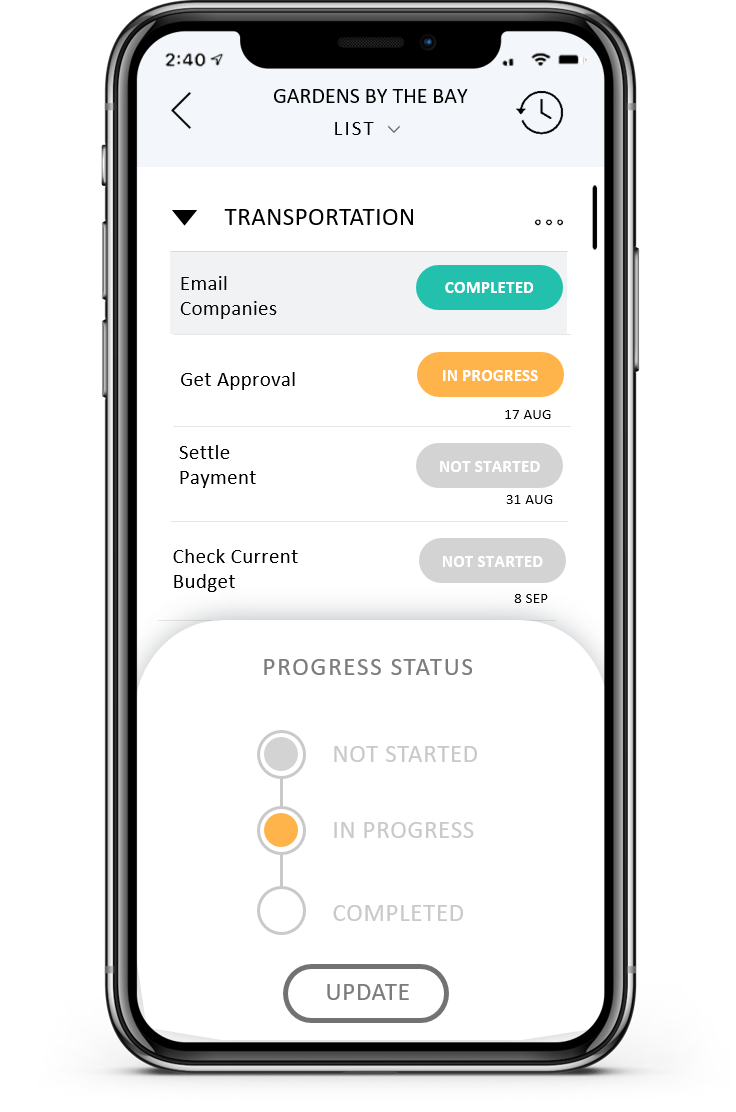 2:40
GARDENS BY THE BAY
LIST
TRANSPORTATION
Email
Companies
COMPLETED
Get Approval
IN PROGRESS
17 AUG
Settle
Payment
NOT STARTED
31 AUG
Check Current
Budget
NOT STARTED
8 SEP
PROGRESS STATUS
NOT STARTED
IN PROGRESS
COMPLETED
UPDATE